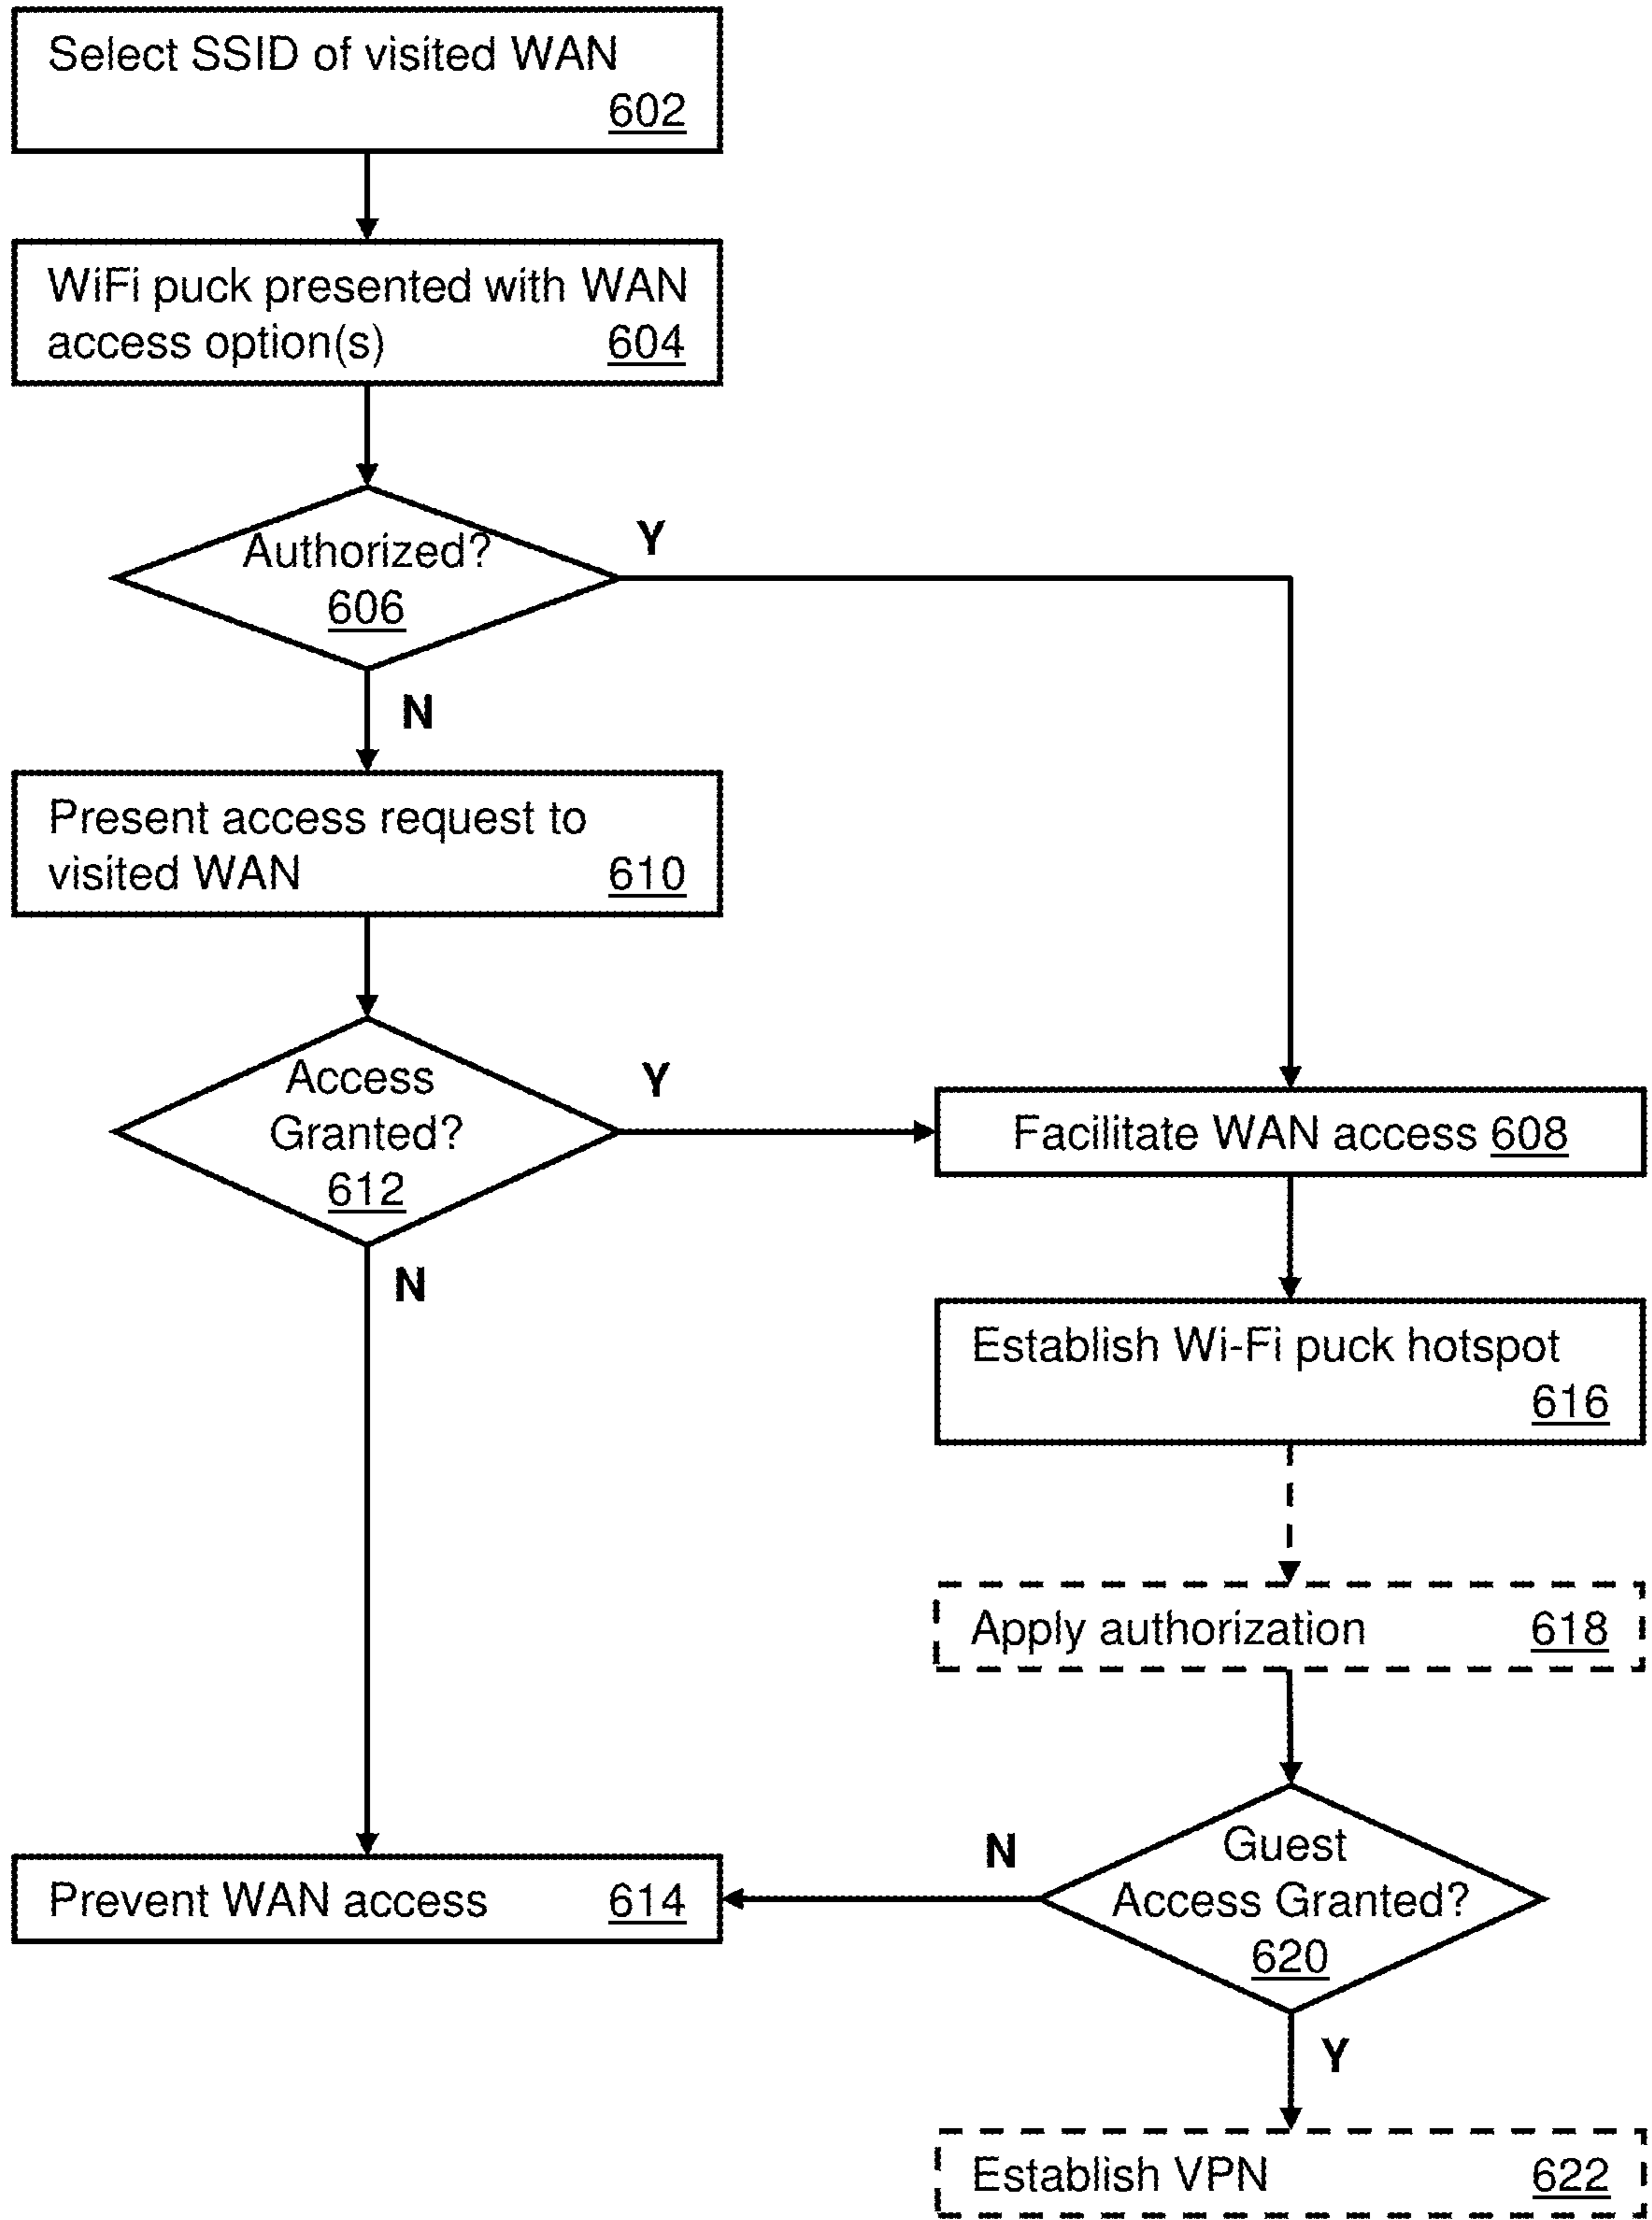 Select SSID of visited WAN
602
WiFi puck presented with WAN
access option(s) 604
Authorized?
606
Y
N
Present access request to
visited WAN 610
Access
Granted?
612
Y
N
Facilitate WAN access 608
Establish Wi-Fi puck hotspot
616
Apply authorization 618
Guest
Access Granted?
620
N
Y
Prevent WAN access 614
Establish VPN 622